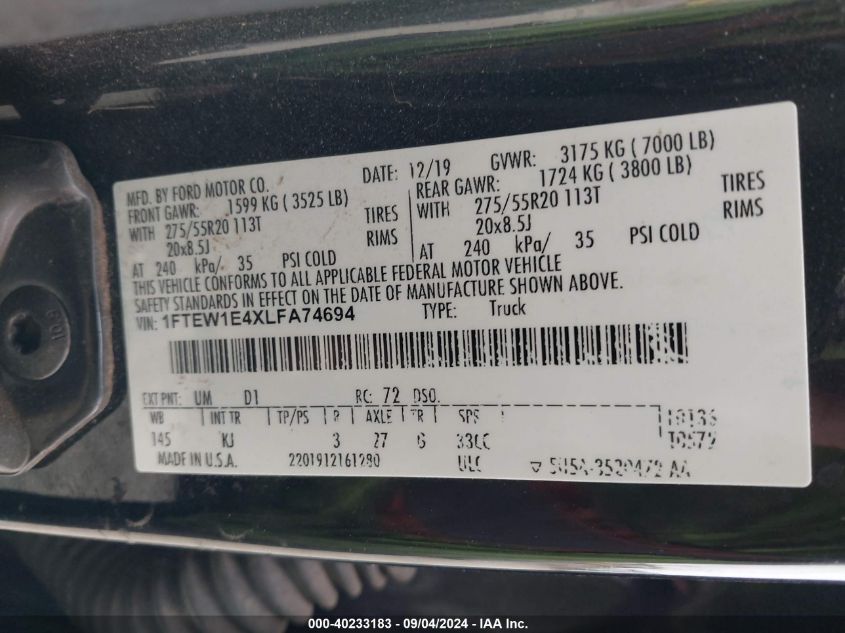 MFD. BY FORD MOTOR CO. DATE: 12/19 GVWR: 3175 KG ( 7000 LB)
FRONT GAWR: 1599 KG ( 3525 LB) REAR GAWR: 1724 KG ( 3800 LB)
WITH 275/55R20 113T TIRES WITH 275/55R20 113T TIRES
20x8.5J RIMS 20x8.5J RIMS
AT 240 kPa/ 35 PSI COLD AT 240 kPa/ 35 PSI COLD
THIS VEHICLE CONFORMS TO ALL APPLICABLE FEDERAL MOTOR VEHICLE
SAFETY STANDARDS IN EFFECT ON THE DATE OF MANUFACTURE SHOWN ABOVE.
VIN: 1FTEW1E4XLFA74694 TYPE: Truck
EXT PNT: UM D1 RC: 72 DSO:
WB INT TR TP/PS R AXLE TR SPR
145 KJ 3 27 6
MADE IN U.S.A. 2201912161280 ULC
000-40233183 - 09/04/2024 - IAA Inc.